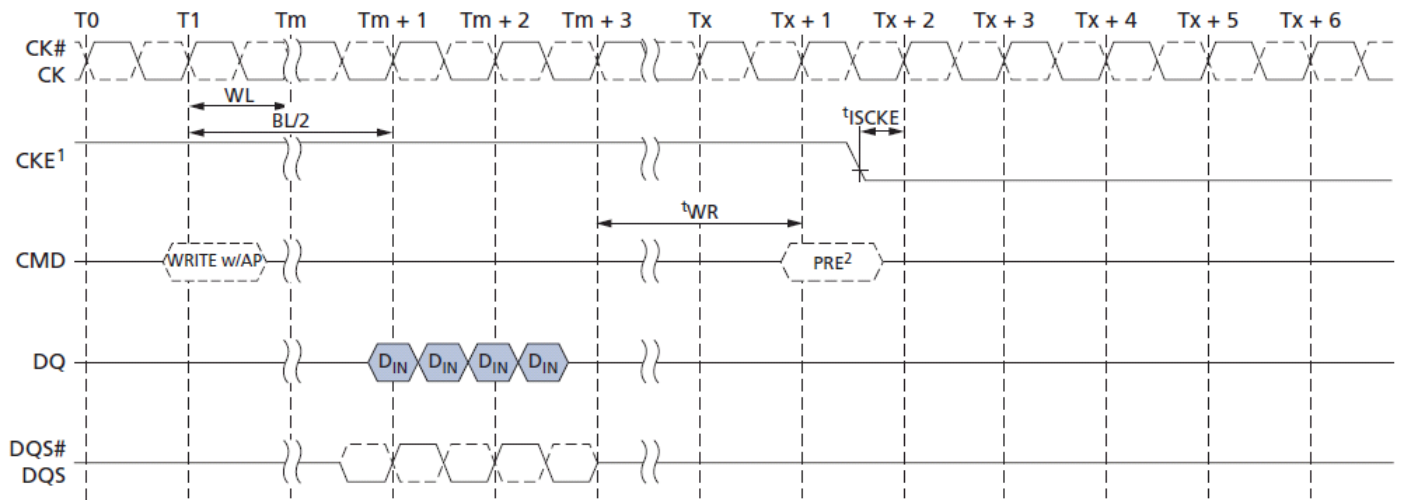 T0 T1 Tm Tm + 1 Tm + 2 Tm + 3 Tx Tx + 1 Tx + 2 Tx + 3 Tx + 4 Tx + 5 Tx + 6
CK#
CK
WL
BL/2
tISCKE
CKE1
tWR
CMD WRITE w/AP PRE2
DQ DIN DIN DIN DIN
DQS#
DQS